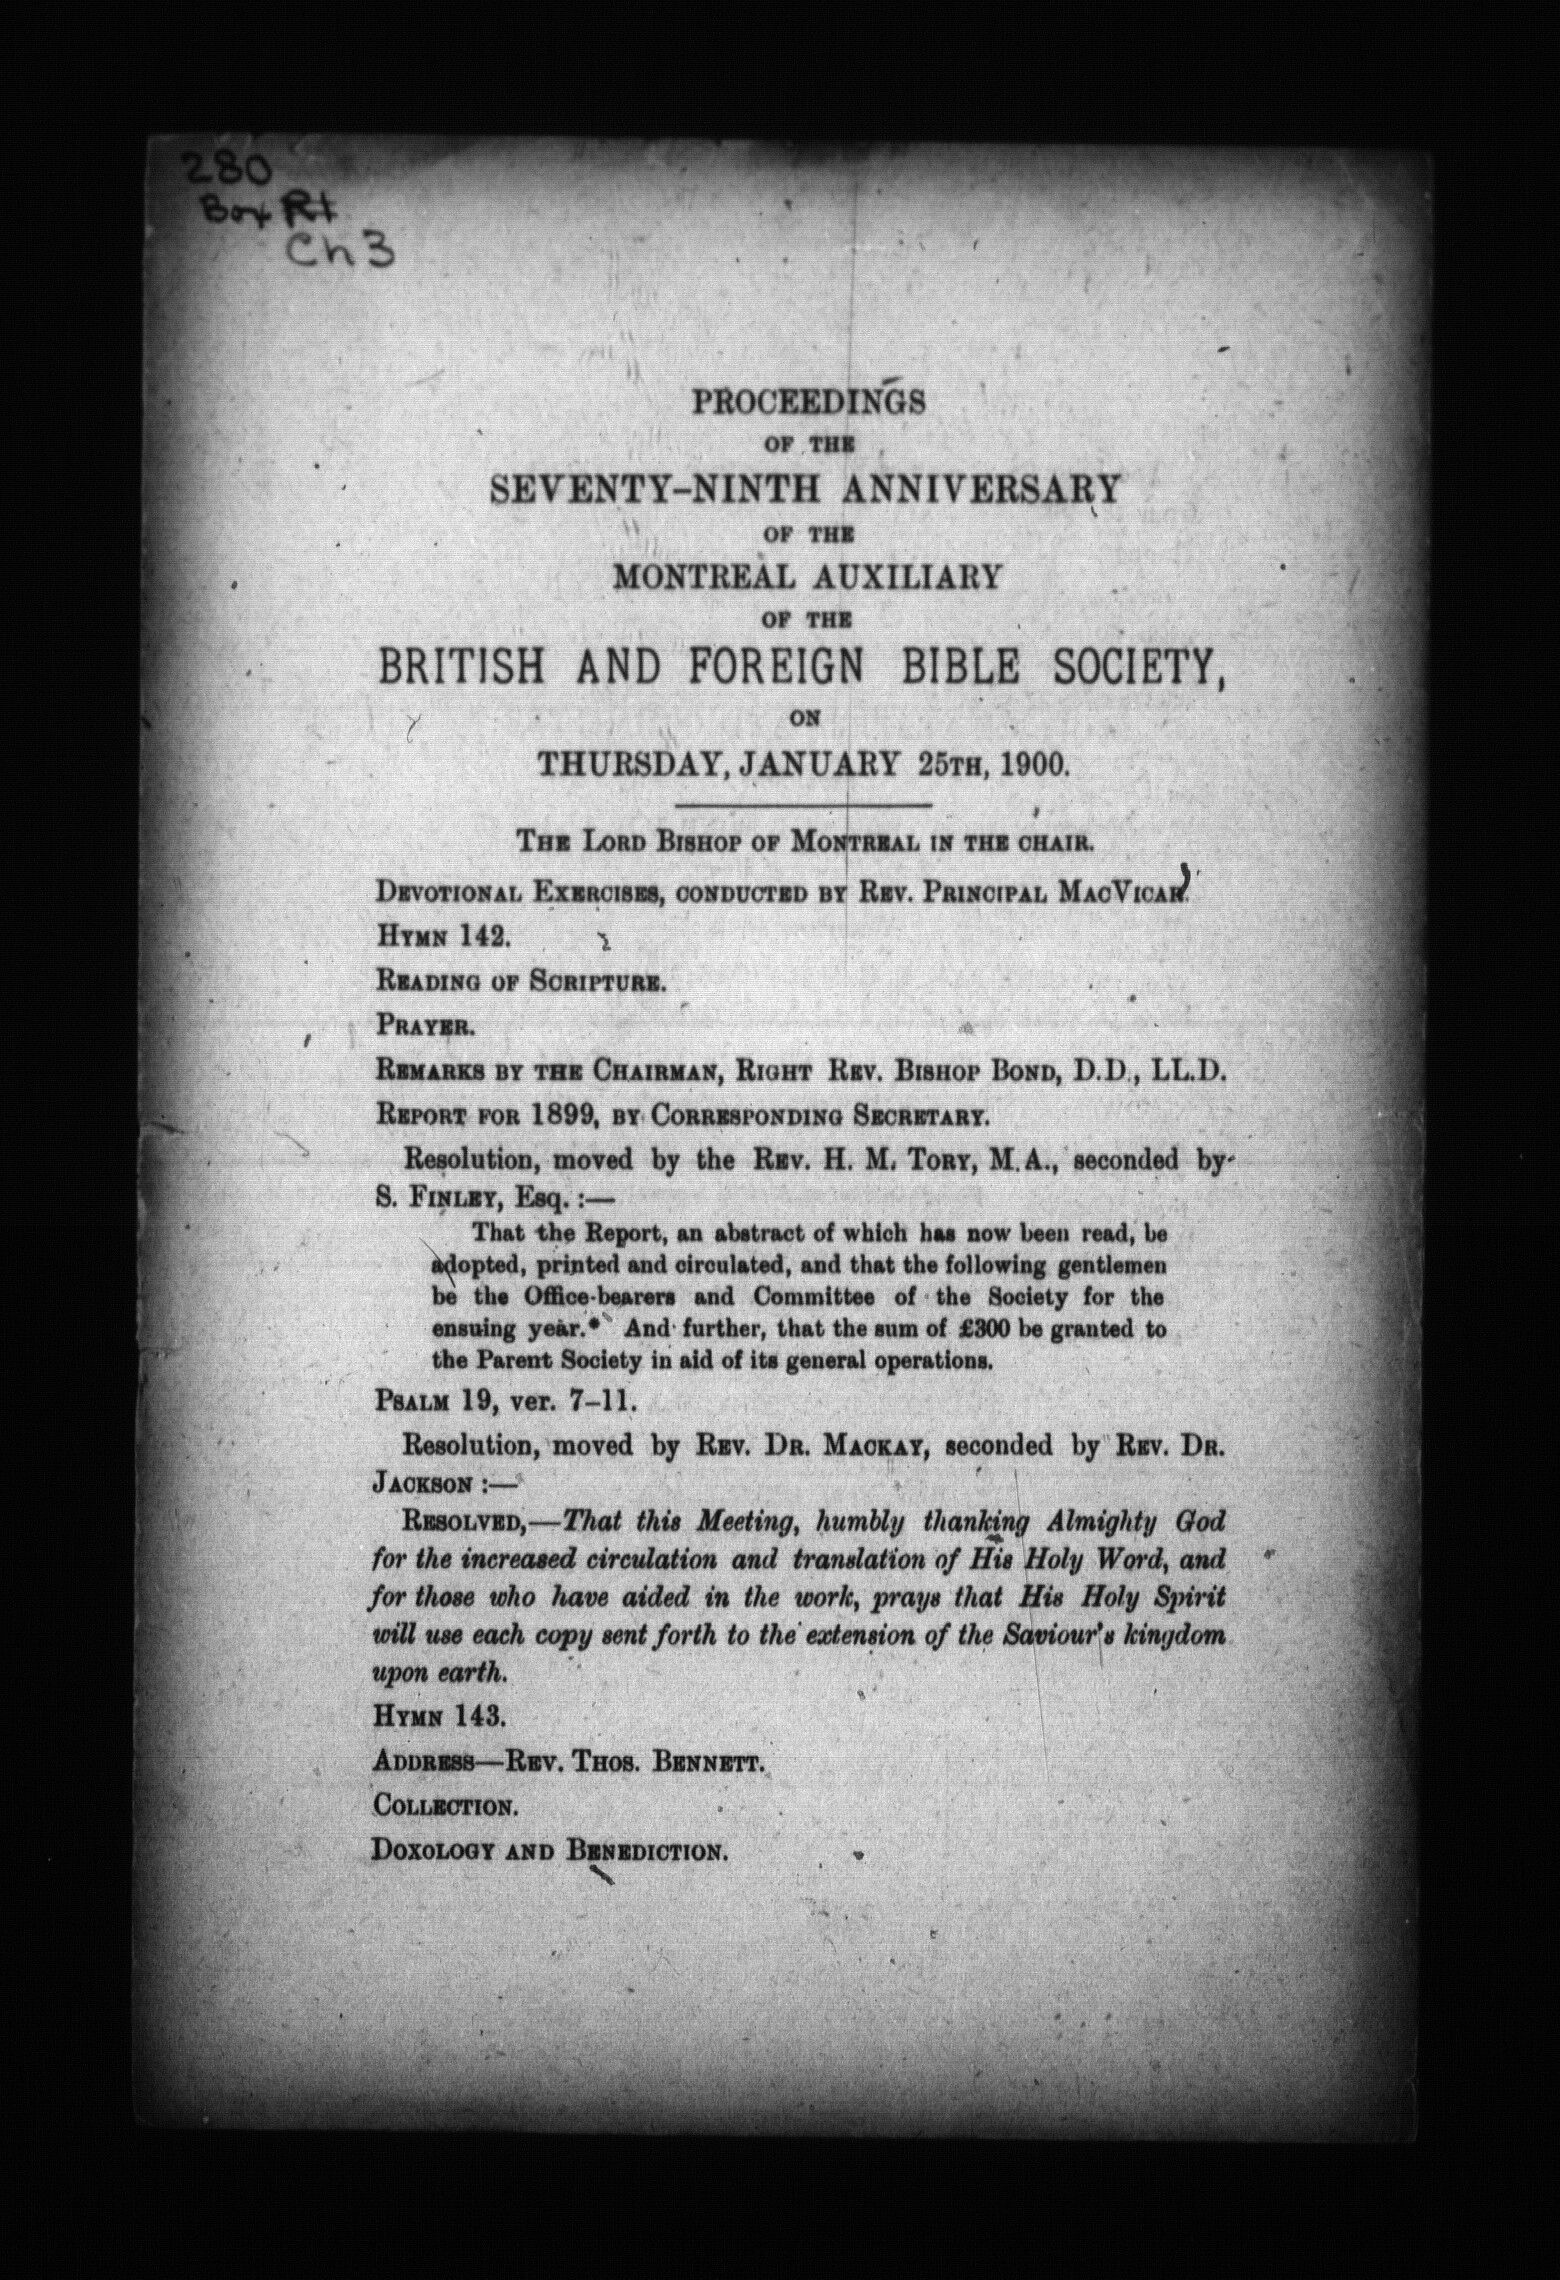 280
Box
Ch 3
PROCEEDINGS
OF THE
SEVENTY-NINTH ANNIVERSARY
OF THE
MONTREAL AUXILIARY
OF THE
BRITISH AND FOREIGN BIBLE SOCIETY,
ON
THURSDAY, JANUARY 25TH, 1900.
THE LORD BISHOP OF MONTREAL IN THE CHAIR.
DEVOTIONAL EXERCISES, CONDUCTED BY REV. PRINCIPAL MACVICAR.
HYMN 142.
READING OF SCRIPTURE.
PRAYER.
REMARKS BY THE CHAIRMAN, RIGHT REV. BISHOP BOND, D.D., LL.D.
REPORT FOR 1899, BY CORRESPONDING SECRETARY.
Resolution, moved by the REV. H. M. TORY, M.A., seconded by
S. FINLEY, Esq. :—
That the Report, an abstract of which has now been read, be
adopted, printed and circulated, and that the following gentlemen
be the Office-bearers and Committee of the Society for the
ensuing year.* And further, that the sum of £300 be granted to
the Parent Society in aid of its general operations.
PSALM 19, ver. 7–11.
Resolution, moved by REV. DR. MACKAY, seconded by REV. DR.
JACKSON :—
RESOLVED,—That this Meeting, humbly thanking Almighty God
for the increased circulation and translation of His Holy Word, and
for those who have aided in the work, prays that His Holy Spirit
will use each copy sent forth to the extension of the Saviour's kingdom
upon earth.
HYMN 143.
ADDRESS—REV. THOS. BENNETT.
COLLECTION.
DOXOLOGY AND BENEDICTION.